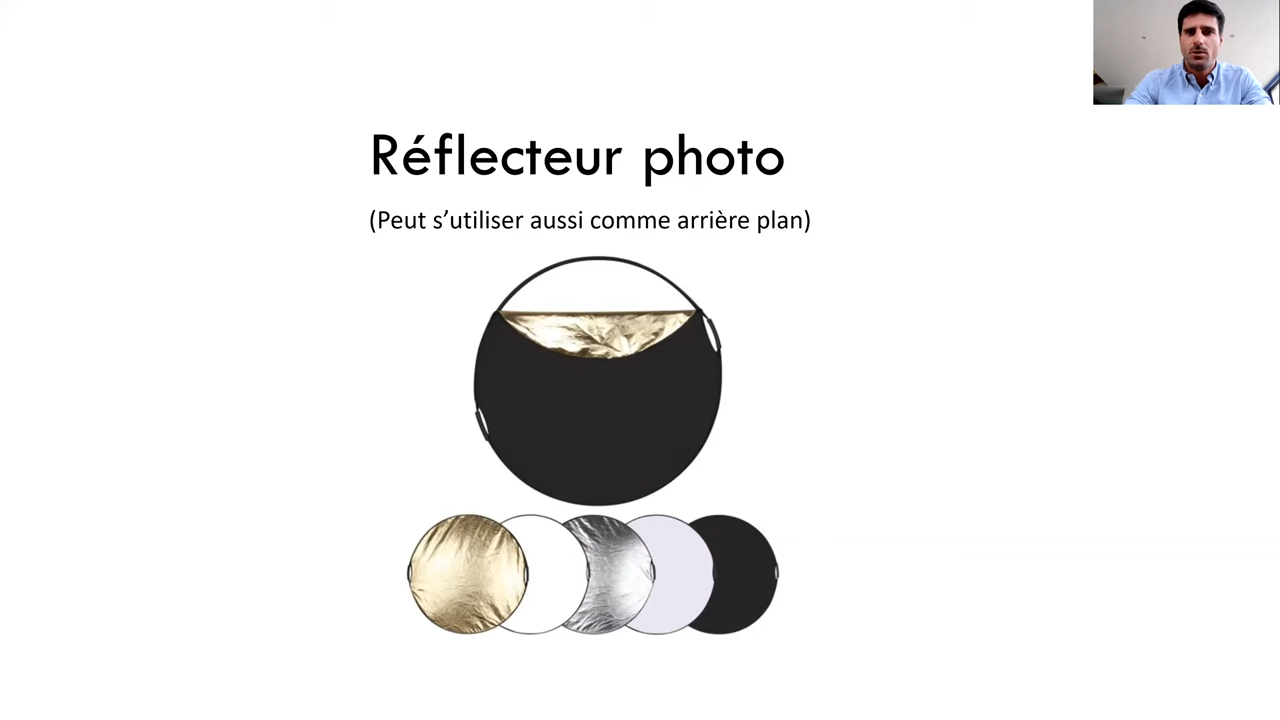 Réflecteur photo
(Peut s’utiliser aussi comme arrière plan)